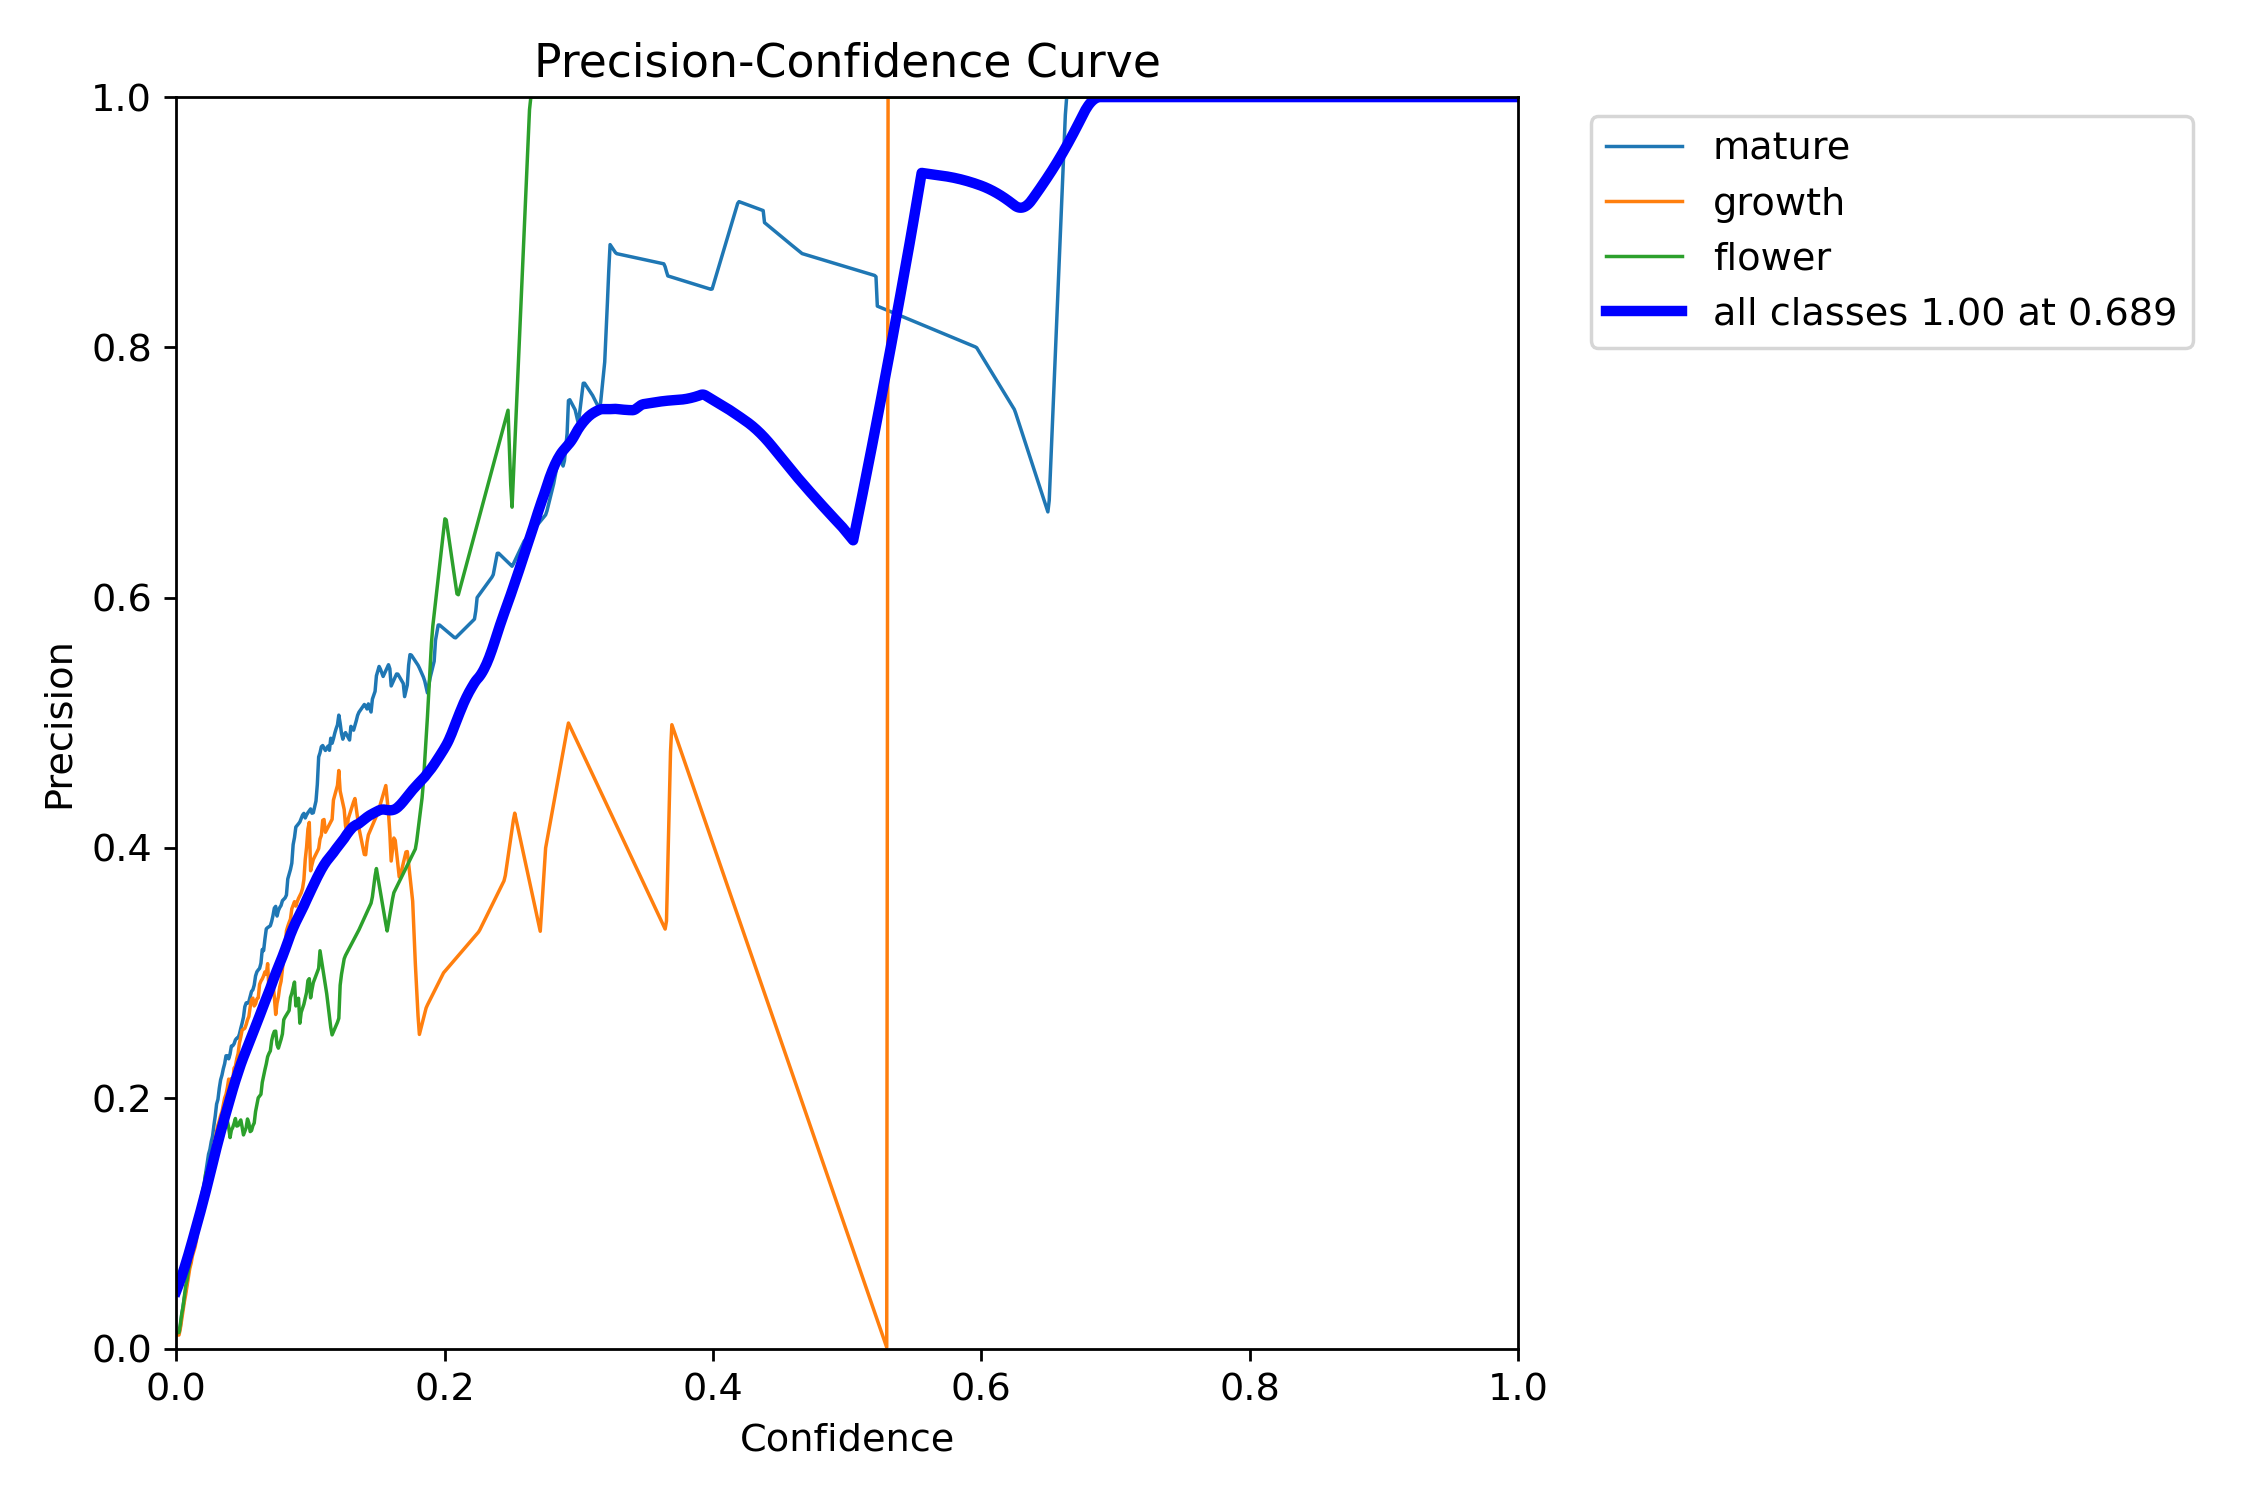 Precision-Confidence Curve
1.0
0.8
0.6
0.4
0.2
0.0
Precision
0.0 0.2 0.4 0.6 0.8 1.0
Confidence
mature
growth
flower
all classes 1.00 at 0.689